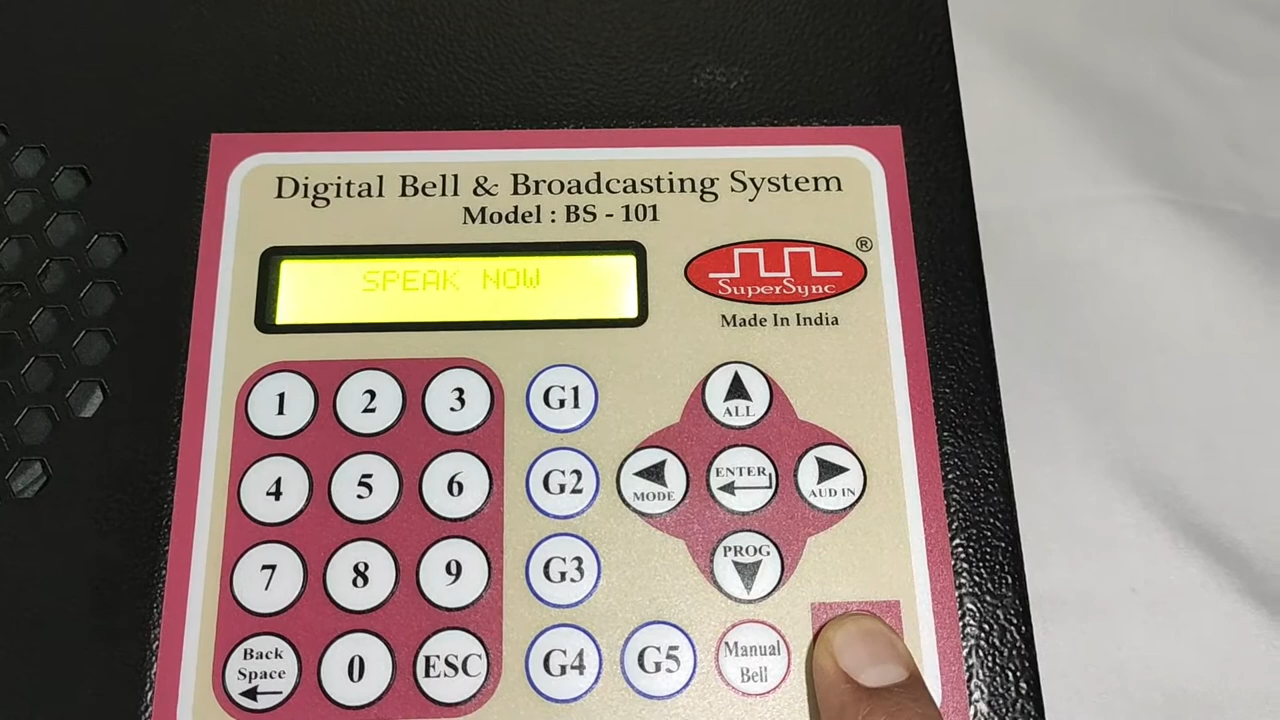 Digital Bell & Broadcasting System
Model : BS - 101
SPEAK NOW
®
SuperSync
Made In India
1 2 3 G1 ALL
4 5 6 G2 MODE ENTER AUD IN
7 8 9 G3 PROG
Back Space 0 ESC G4 G5 Manual Bell